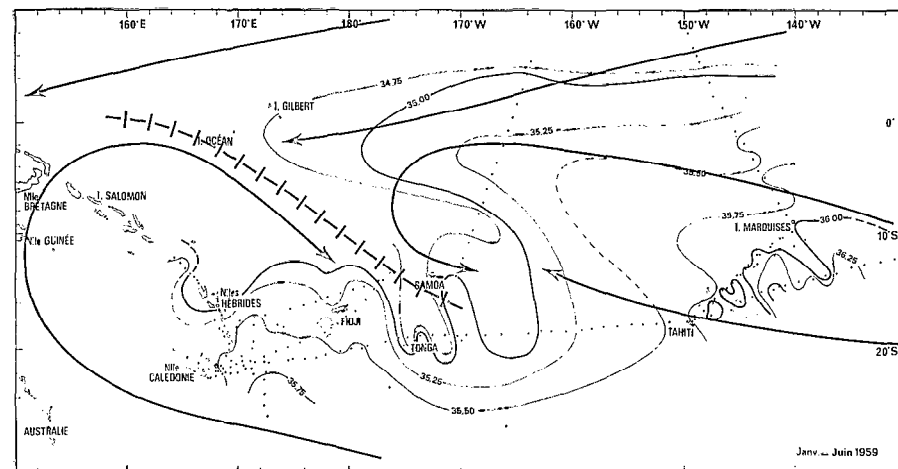 160°E 170°E 180° 170°W 160°W 150°W 140°W
34.75
I. GILBERT
35.00
0°
I. OCÉAN
35.25
35.50
Nlle
BRETAGNE
I. SALOMON
35.75
36.00
I. MARQUISES
10°S
Nlle GUINÉE
36.25
SAMOA
Nlles
HÉBRIDES
FIDJI
TAHITI
TONGA
20°S
Nlle
CALÉDONIE
35.25
35.75
35.50
AUSTRALIE
Janv. _ Juin 1959